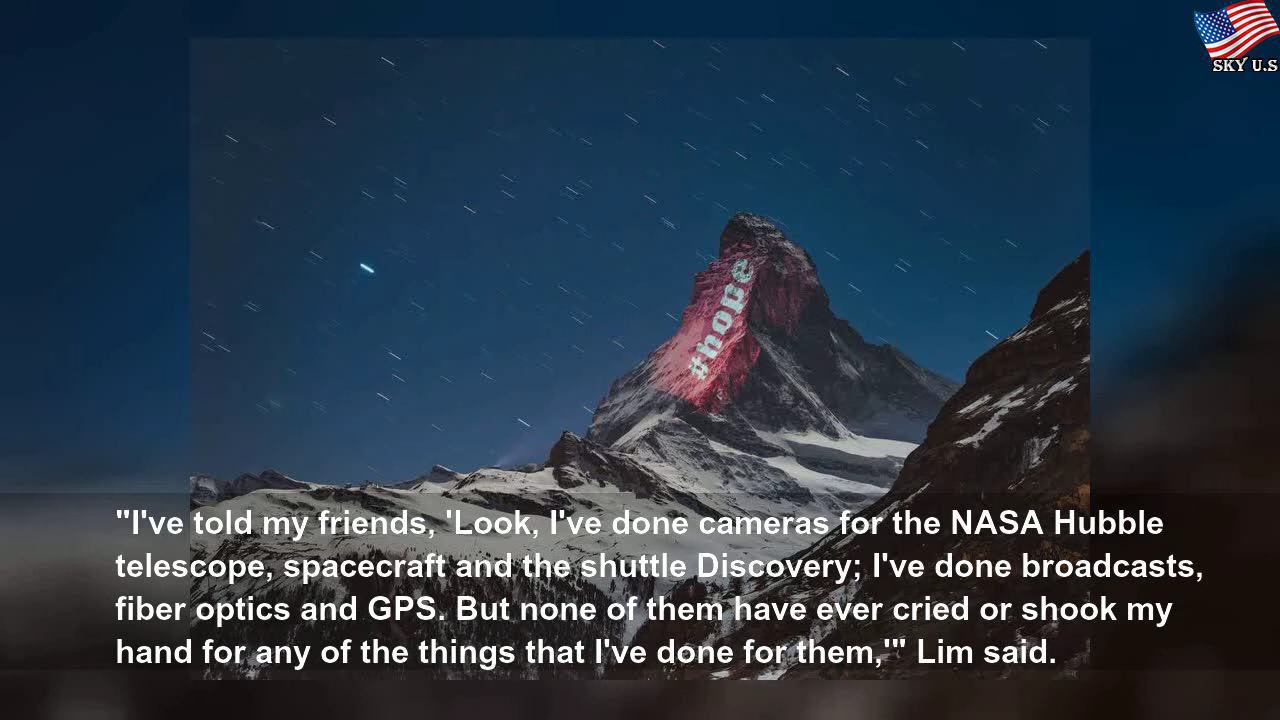 SKY U.S
#hope
"I've told my friends, 'Look, I've done cameras for the NASA Hubble
telescope, spacecraft and the shuttle Discovery; I've done broadcasts,
fiber optics and GPS. But none of them have ever cried or shook my
hand for any of the things that I've done for them,'" Lim said.